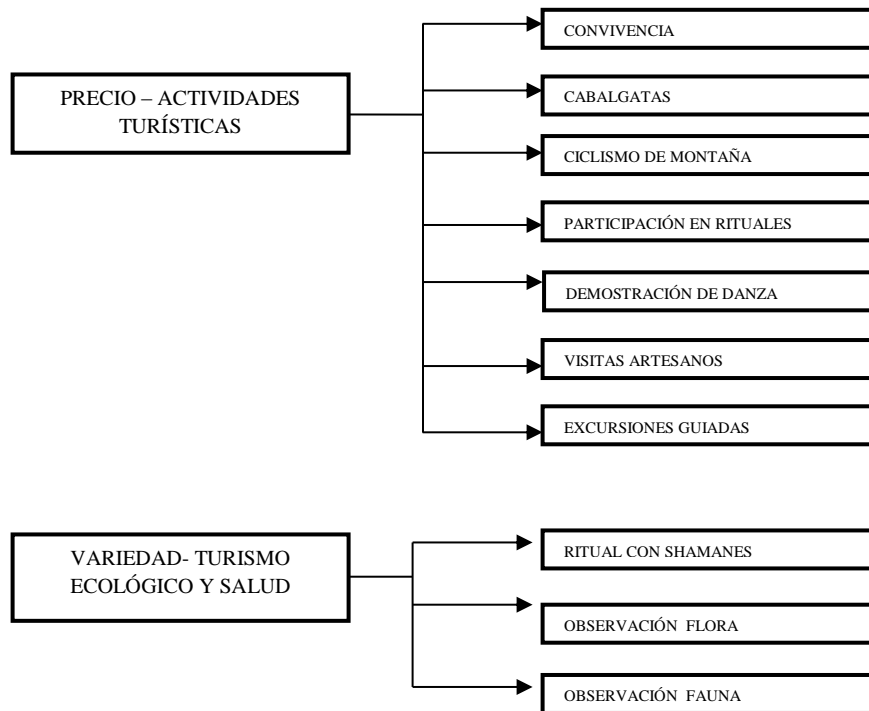 PRECIO – ACTIVIDADES
TURÍSTICAS
CONVIVENCIA
CABALGATAS
CICLISMO DE MONTAÑA
PARTICIPACIÓN EN RITUALES
DEMOSTRACIÓN DE DANZA
VISITAS ARTESANOS
EXCURSIONES GUIADAS
VARIEDAD- TURISMO
ECOLÓGICO Y SALUD
RITUAL CON SHAMANES
OBSERVACIÓN FLORA
OBSERVACIÓN FAUNA